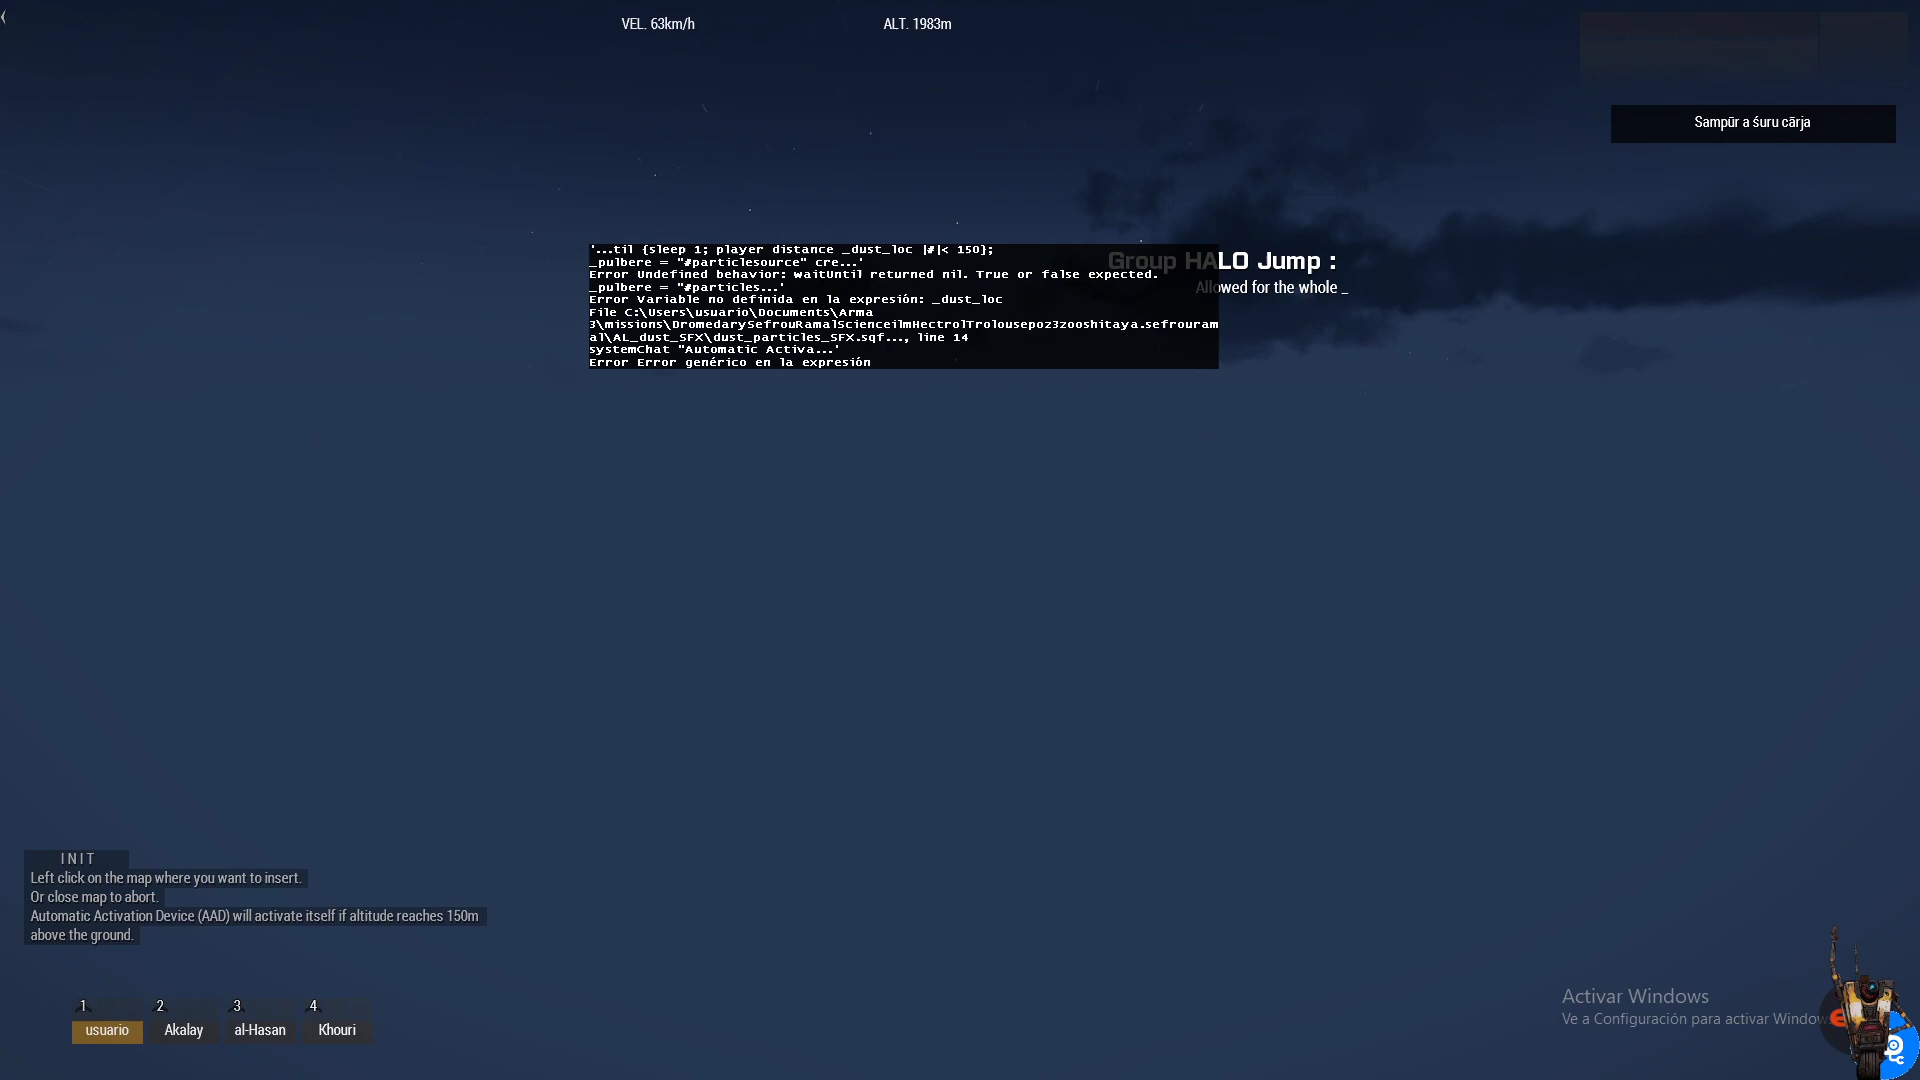 VEL. 63km/h
ALT. 1983m
Sampūr a śuru cārja
'...til {sleep 1; player distance _dust_loc |#|< 150};
_pulbere = "#particlesource" cre...'
Error Undefined behavior: waitUntil returned nil. True or false expected.
_pulbere = "#particles...'
Error Variable no definida en la expresión: _dust_loc
File C:\Users\usuario\Documents\Arma
3\missions\DromedarySefrouRamalScienceilmHectrolTrolousepoz3zooshitaya.sefrouram
al\AL_dust_SFX\dust_particles_SFX.sqf..., line 14
systemChat "Automatic Activa...'
Error Error genérico en la expresión
Group HALO Jump :
Allowed for the whole _
INIT
Left click on the map where you want to insert.
Or close map to abort.
Automatic Activation Device (AAD) will activate itself if altitude reaches 150m
above the ground.
1 2 3 4
usuario Akalay al-Hasan Khouri
Activar Windows
Ve a Configuración para activar Windows